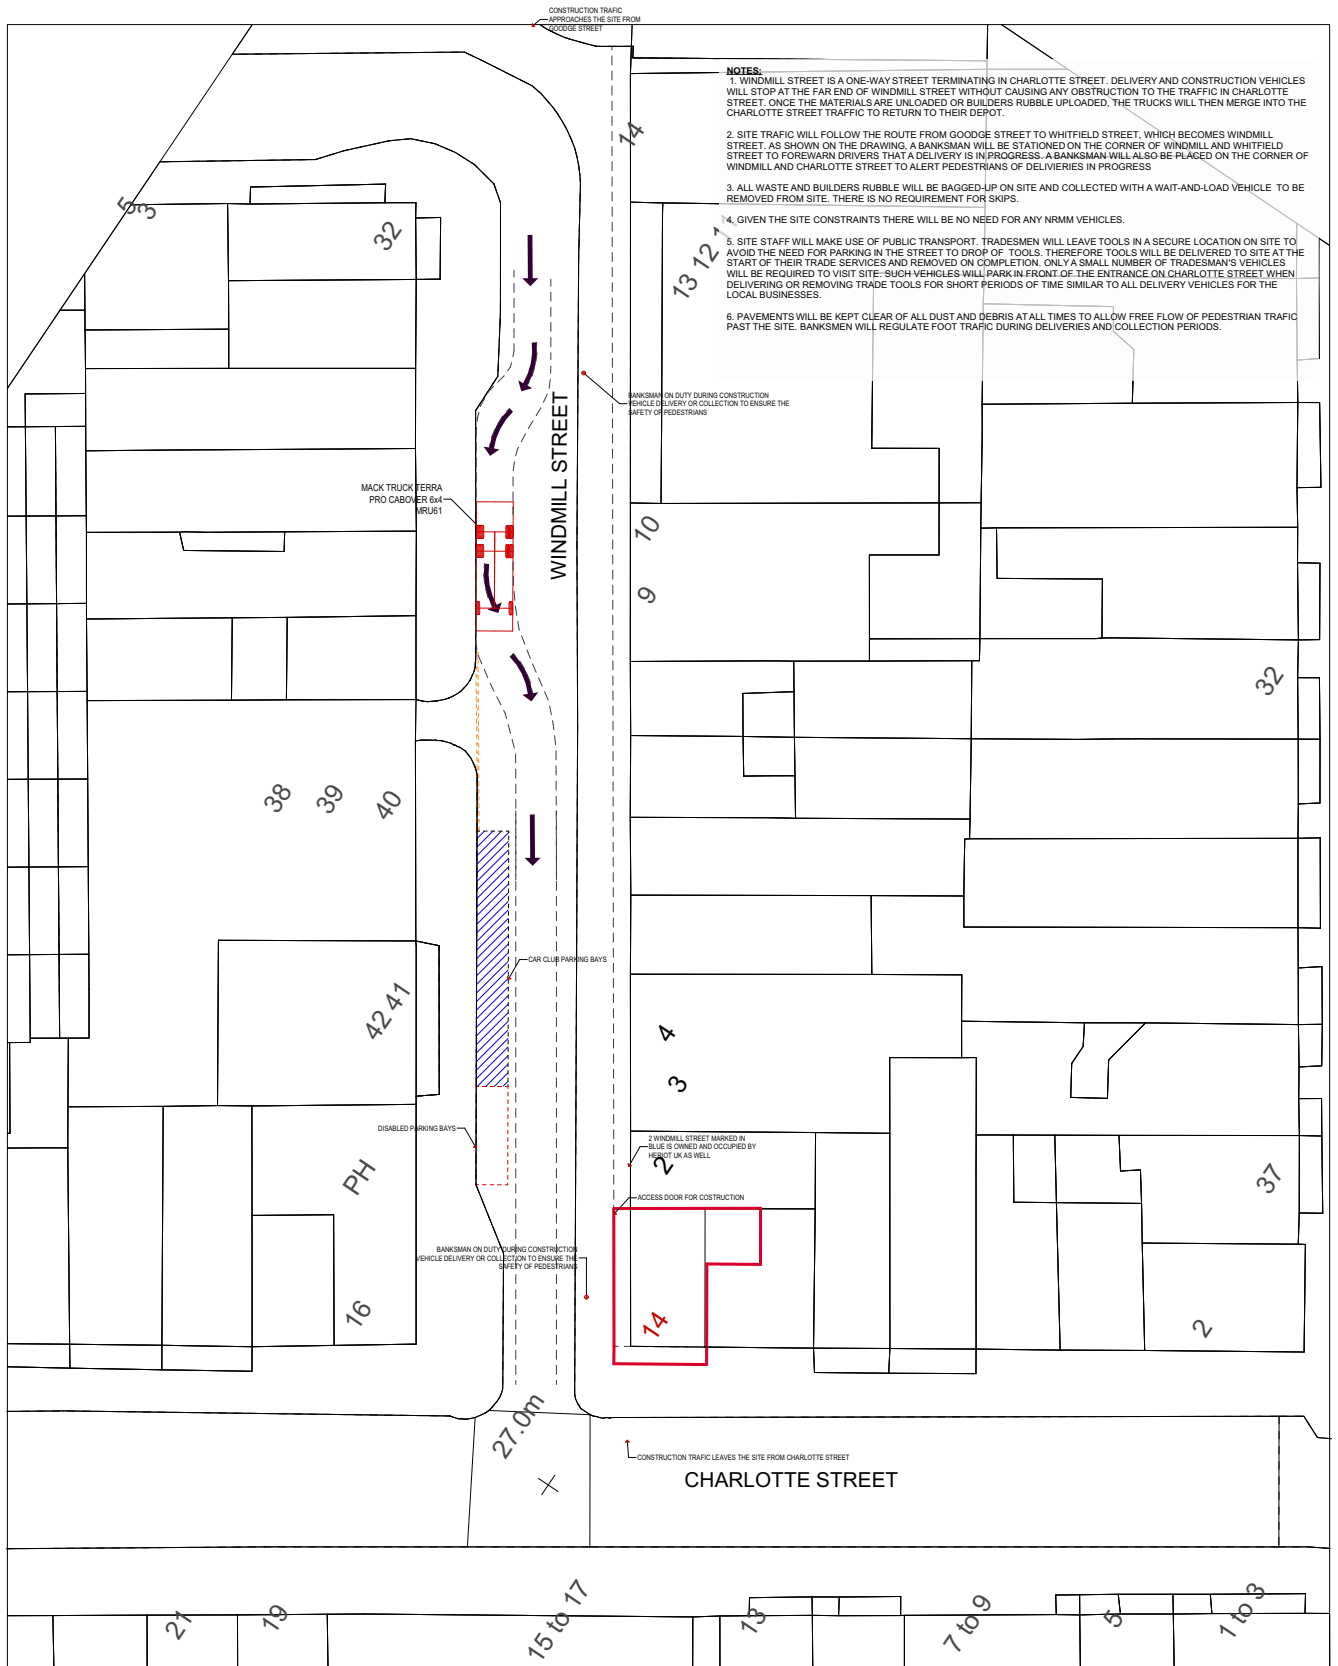 CONSTRUCTION TRAFIC
APPROACHES THE SITE FROM
GOODGE STREET
NOTES:
1. WINDMILL STREET IS A ONE-WAY STREET TERMINATING IN CHARLOTTE STREET. DELIVERY AND CONSTRUCTION VEHICLES
WILL STOP AT THE FAR END OF WINDMILL STREET WITHOUT CAUSING ANY OBSTRUCTION TO THE TRAFFIC IN CHARLOTTE
STREET. ONCE THE MATERIALS ARE UNLOADED OR BUILDERS RUBBLE UPLOADED, THE TRUCKS WILL THEN MERGE INTO THE
CHARLOTTE STREET TRAFFIC TO RETURN TO THEIR DEPOT.
2. SITE TRAFIC WILL FOLLOW THE ROUTE FROM GOODGE STREET TO WHITFIELD STREET, WHICH BECOMES WINDMILL
STREET. AS SHOWN ON THE DRAWING, A BANKSMAN WILL BE STATIONED ON THE CORNER OF WINDMILL AND WHITFIELD
STREET TO FOREWARN DRIVERS THAT A DELIVERY IS IN PROGRESS. A BANKSMAN WILL ALSO BE PLACED ON THE CORNER OF
WINDMILL AND CHARLOTTE STREET TO ALERT PEDESTRIANS OF DELIVIERIES IN PROGRESS
3. ALL WASTE AND BUILDERS RUBBLE WILL BE BAGGED-UP ON SITE AND COLLECTED WITH A WAIT-AND-LOAD VEHICLE TO BE
REMOVED FROM SITE. THERE IS NO REQUIREMENT FOR SKIPS.
4. GIVEN THE SITE CONSTRAINTS THERE WILL BE NO NEED FOR ANY NRMM VEHICLES.
5. SITE STAFF WILL MAKE USE OF PUBLIC TRANSPORT. TRADESMEN WILL LEAVE TOOLS IN A SECURE LOCATION ON SITE TO
AVOID THE NEED FOR PARKING IN THE STREET TO DROP OF TOOLS. THEREFORE TOOLS WILL BE DELIVERED TO SITE AT THE
START OF THEIR TRADE SERVICES AND REMOVED ON COMPLETION. ONLY A SMALL NUMBER OF TRADESMAN'S VEHICLES
WILL BE REQUIRED TO VISIT SITE. SUCH VEHICLES WILL PARK IN FRONT OF THE ENTRANCE ON CHARLOTTE STREET WHEN
DELIVERING OR REMOVING TRADE TOOLS FOR SHORT PERIODS OF TIME SIMILAR TO ALL DELIVERY VEHICLES FOR THE
LOCAL BUSINESSES.
6. PAVEMENTS WILL BE KEPT CLEAR OF ALL DUST AND DEBRIS AT ALL TIMES TO ALLOW FREE FLOW OF PEDESTRIAN TRAFIC
PAST THE SITE. BANKSMEN WILL REGULATE FOOT TRAFIC DURING DELIVERIES AND COLLECTION PERIODS.
14
5
3
32
13 12 11
BANKSMAN ON DUTY DURING CONSTRUCTION
VEHICLE DELIVERY OR COLLECTION TO ENSURE THE
SAFETY OF PEDESTRIANS
WINDMILL STREET
MACK TRUCK TERRA
PRO CABOVER 6x4
MRU61
10
9
32
38
39
40
CAR CLUB PARKING BAYS
42 41
4
3
DISABLED PARKING BAYS
2 WINDMILL STREET MARKED IN
BLUE IS OWNED AND OCCUPIED BY
HERIOT UK AS WELL
2
PH
37
ACCESS DOOR FOR COSTRUCTION
BANKSMAN ON DUTY DURING CONSTRUCTION
VEHICLE DELIVERY OR COLLECTION TO ENSURE THE
SAFETY OF PEDESTRIANS
16
14
2
27.0m
CONSTRUCTION TRAFIC LEAVES THE SITE FROM CHARLOTTE STREET
CHARLOTTE STREET
21
19
15 to 17
13
7 to 9
5
1 to 3